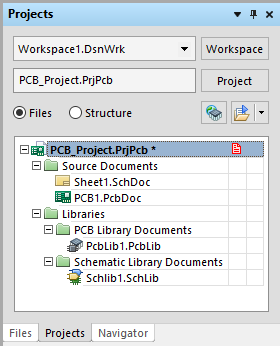 Projects
Workspace1.DsnWrk Workspace
PCB_Project.PrjPcb Project
Files Structure
PCB_Project.PrjPcb *
Source Documents
Sheet1.SchDoc
PCB1.PcbDoc
Libraries
PCB Library Documents
PcbLib1.PcbLib
Schematic Library Documents
Schlib1.SchLib
Files Projects Navigator